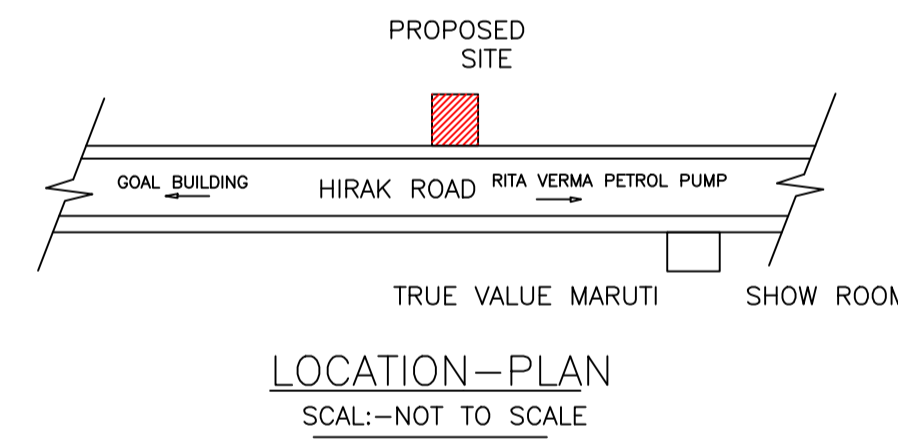 PROPOSED
SITE
GOAL BUILDING
HIRAK ROAD
RITA VERMA PETROL PUMP
TRUE VALUE MARUTI SHOW ROOM
LOCATION-PLAN
SCAL:-NOT TO SCALE